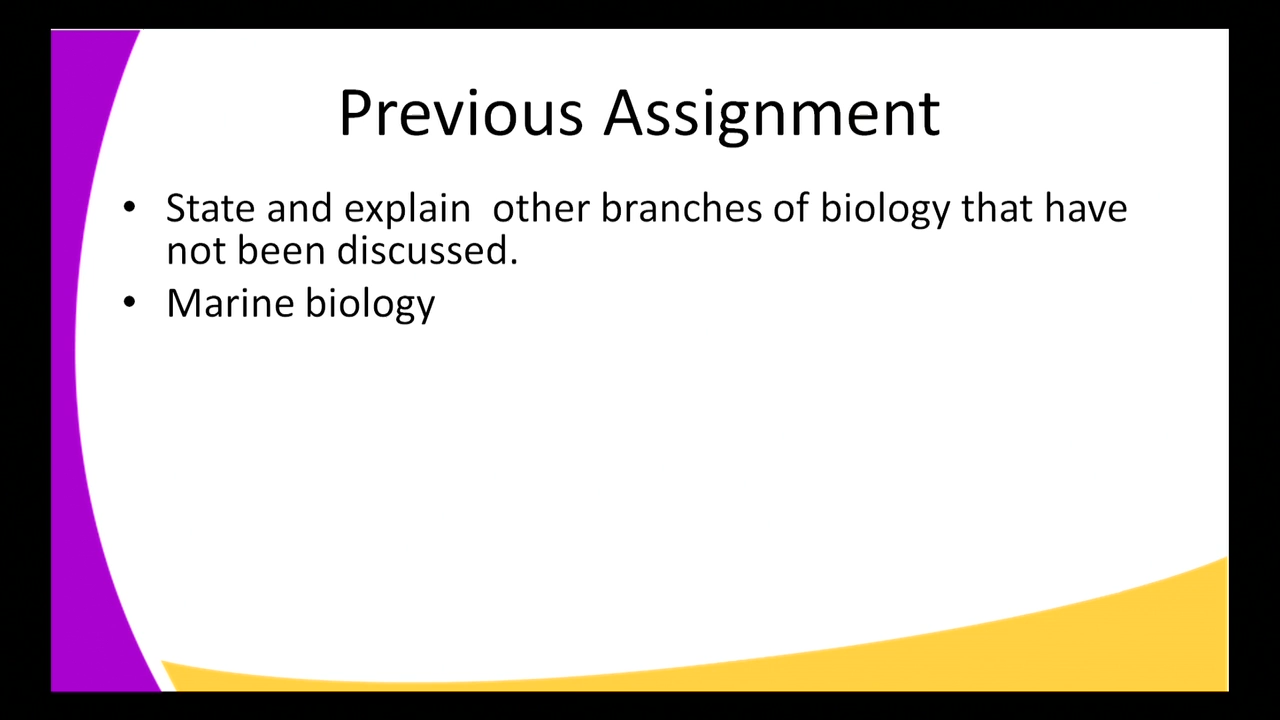 Previous Assignment
• State and explain  other branches of biology that have
not been discussed.
• Marine biology